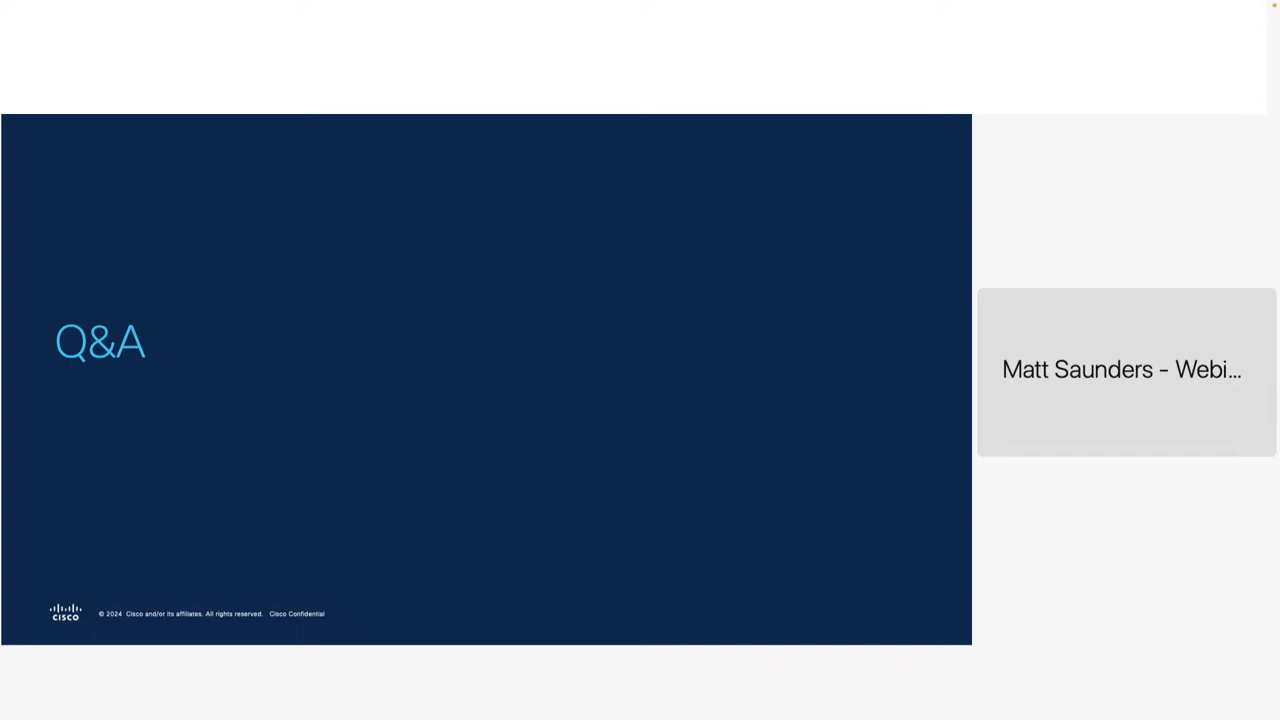 Q&A
Matt Saunders - Webi...
CISCO
© 2024 Cisco and/or its affiliates. All rights reserved. Cisco Confidential